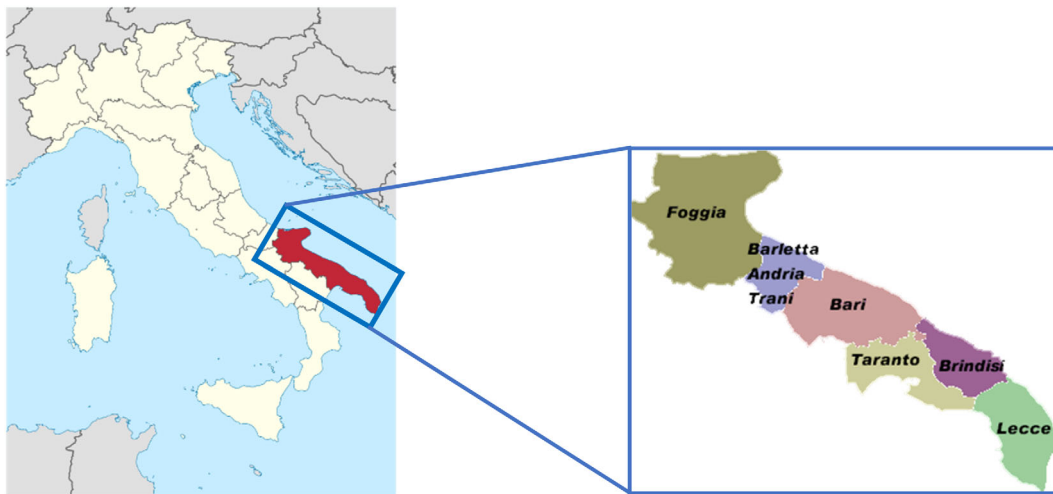 Foggia
Barletta
Andria
Trani
Bari
Taranto
Brindisi
Lecce